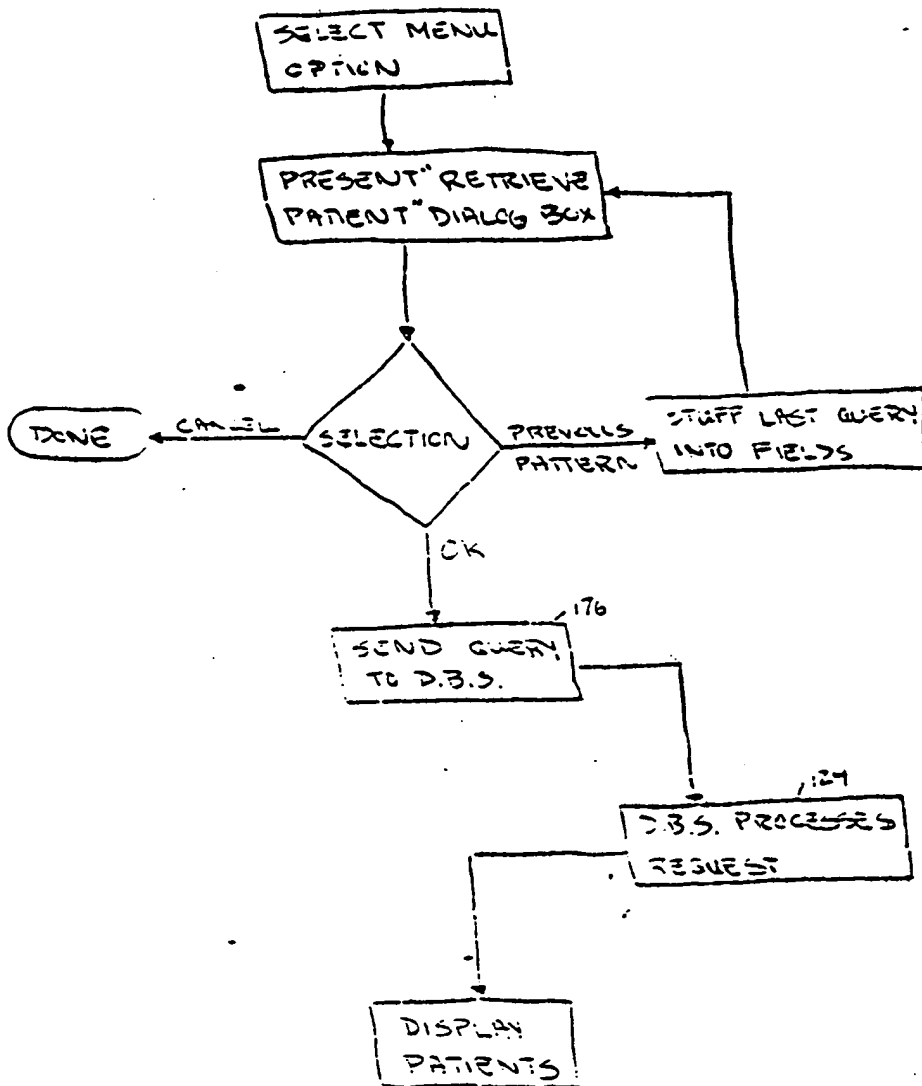 SELECT MENU
OPTION
PRESENT "RETRIEVE
PATIENT" DIALOG BOX
DONE
CANCEL
SELECTION
PREVIOUS
PATTERN
STUFF LAST QUERY
INTO FIELDS
OK
176
SEND QUERY
TO D.B.S.
124
D.B.S. PROCESSES
REQUEST
DISPLAY
PATIENTS